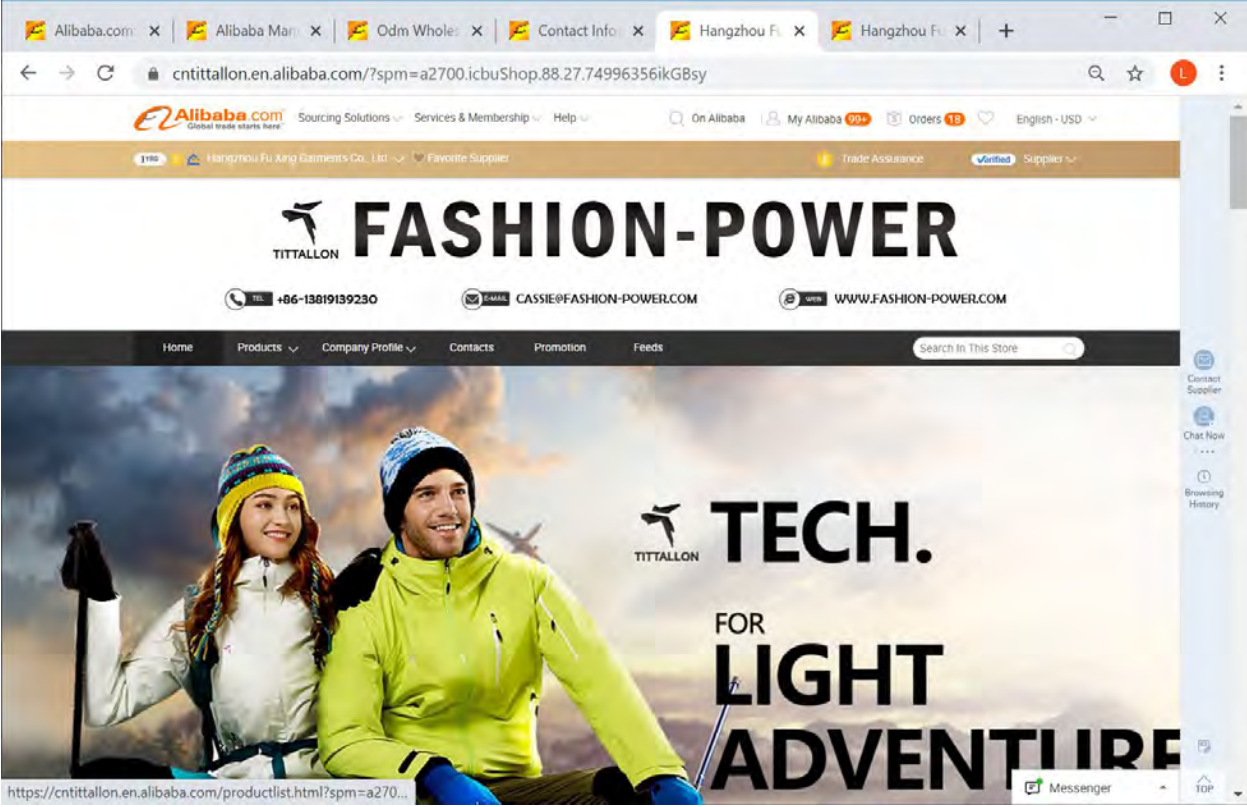 Alibaba.com
Alibaba Man
Odm Wholes
Contact Info
Hangzhou Fu
Hangzhou Fu
cntittallon.en.alibaba.com/?spm=a2700.icbuShop.88.27.74996356ikGBsy
L
Alibaba.com
Global trade starts here
Sourcing Solutions
Services & Membership
Help
On Alibaba
My Alibaba 99+
Orders 18
English - USD
1YRS
Hangzhou Fu Xing Garments Co., Ltd
Favorite Supplier
Trade Assurance
Verified Supplier
TITTALLON
FASHION-POWER
TEL +86-13819139230
E-MAIL CASSIE@FASHION-POWER.COM
WEB WWW.FASHION-POWER.COM
Home
Products
Company Profile
Contacts
Promotion
Feeds
Search In This Store
Contact
Supplier
Chat Now
Browsing
History
TITTALLON
TECH.
FOR
LIGHT
ADVENTURE
https://cntittallon.en.alibaba.com/productlist.html?spm=a270...
Messenger
TOP